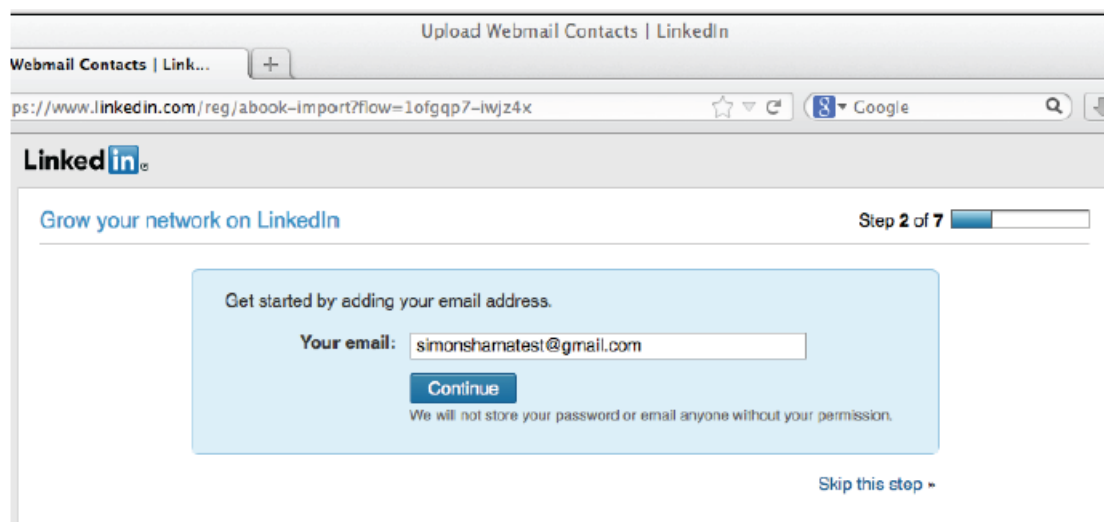 Upload Webmail Contacts | LinkedIn
Webmail Contacts | Link...
ps://www.linkedin.com/reg/abook-import?flow=1ofgqp7-iwjz4x
Google
Linked in
Grow your network on LinkedIn
Step 2 of 7
Get started by adding your email address.
Your email: simonshamatest@gmail.com
Continue
We will not store your password or email anyone without your permission.
Skip this step »